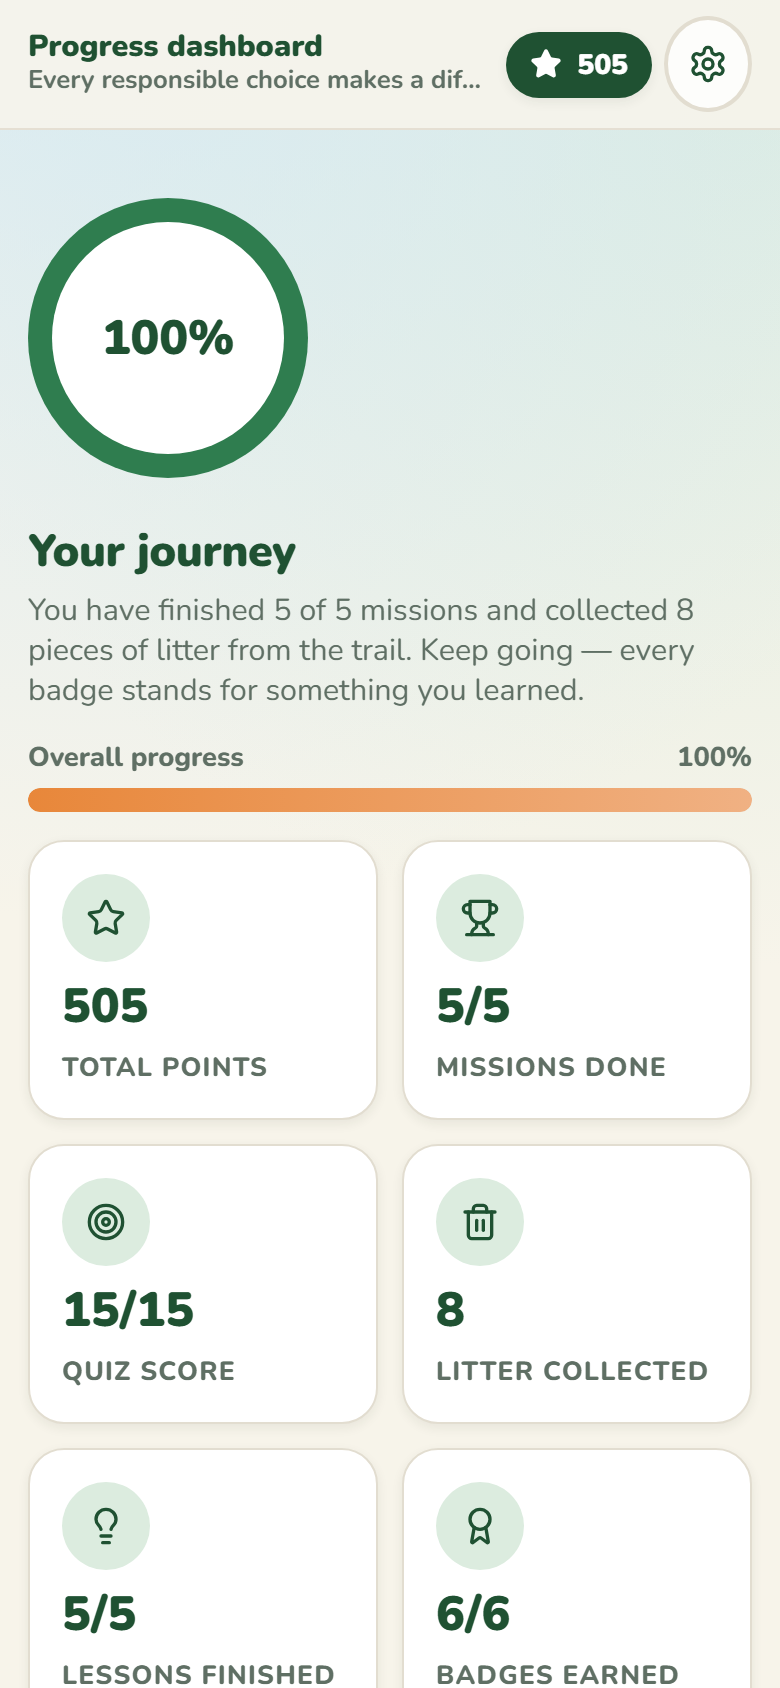 Progress dashboard
Every responsible choice makes a dif...
505
100%
Your journey
You have finished 5 of 5 missions and collected 8
pieces of litter from the trail. Keep going — every
badge stands for something you learned.
Overall progress
100%
505
TOTAL POINTS
5/5
MISSIONS DONE
15/15
QUIZ SCORE
8
LITTER COLLECTED
5/5
LESSONS FINISHED
6/6
BADGES EARNED